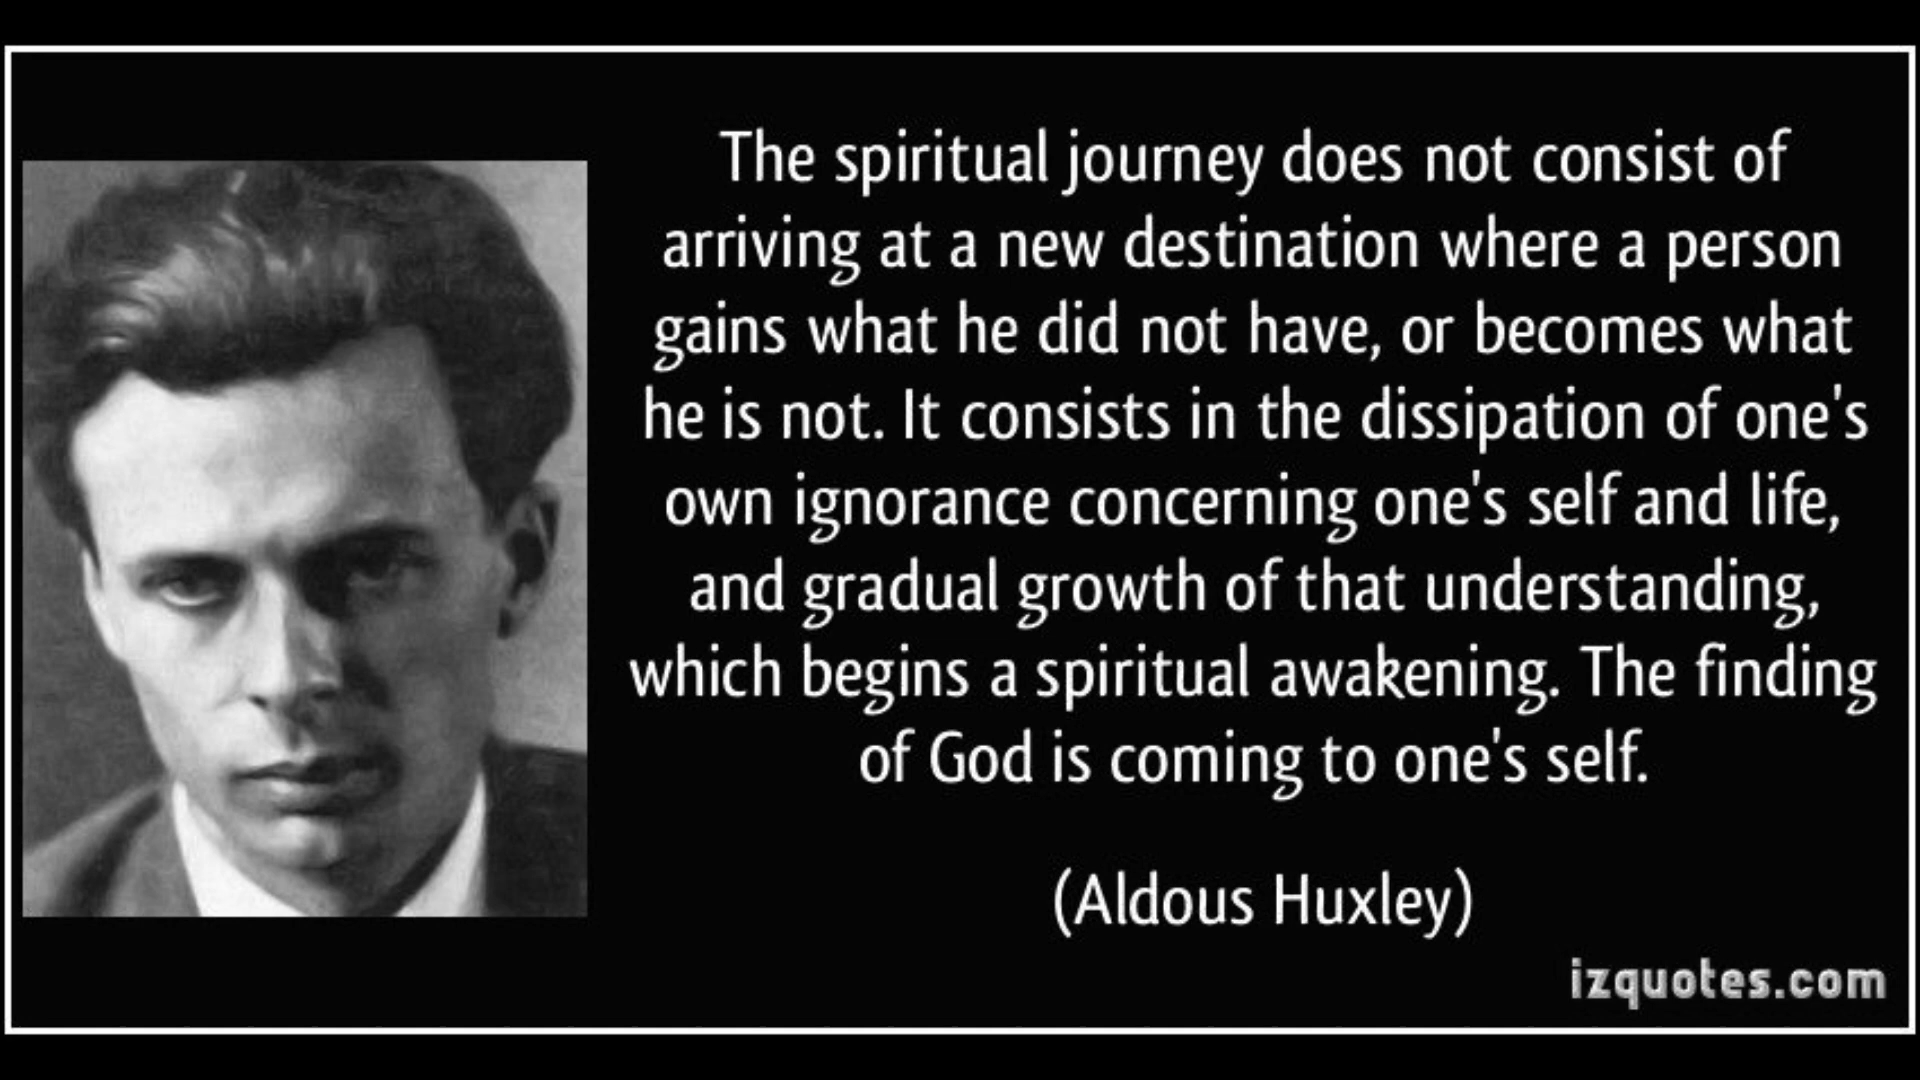 The spiritual journey does not consist of
arriving at a new destination where a person
gains what he did not have, or becomes what
he is not. It consists in the dissipation of one's
own ignorance concerning one's self and life,
and gradual growth of that understanding,
which begins a spiritual awakening. The finding
of God is coming to one's self.
(Aldous Huxley)
izquotes.com